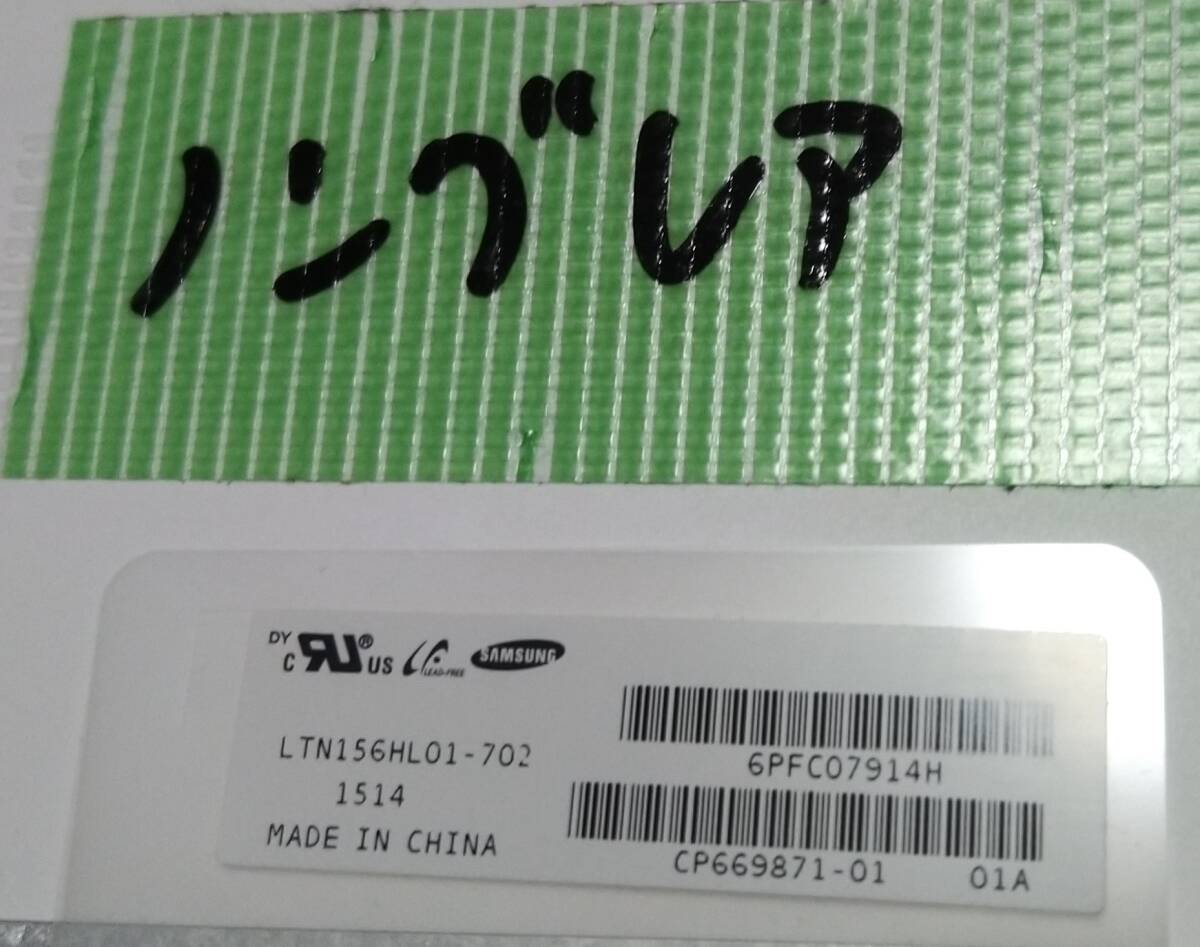 ノングレア
DY
C RU® US LEAD-FREE SAMSUNG
LTN156HL01-702
6PFC07914H
1514
MADE IN CHINA
CP669871-01 01A